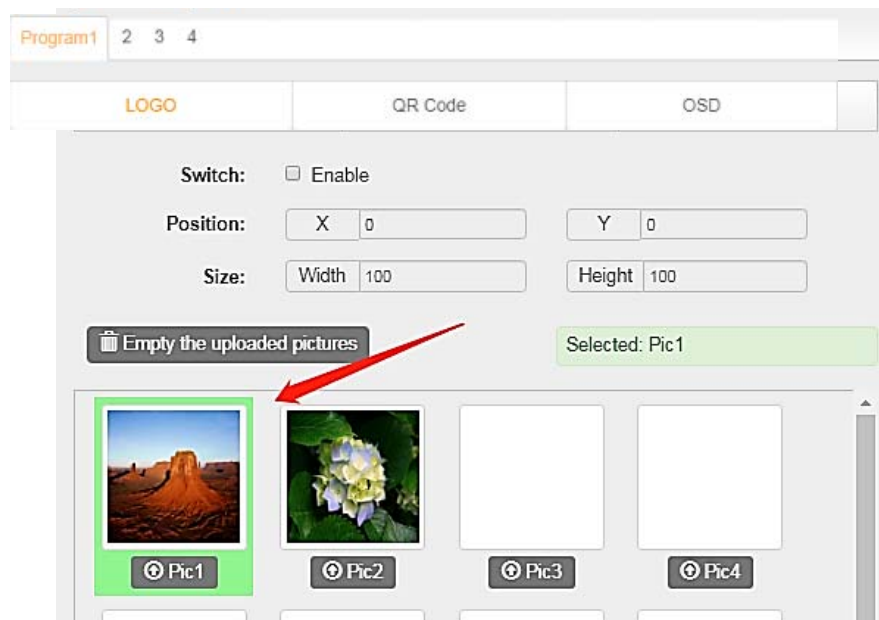 Program1 2 3 4
LOGO QR Code OSD
Switch: Enable
Position: X 0 Y 0
Size: Width 100 Height 100
Empty the uploaded pictures Selected: Pic1
Pic1 Pic2 Pic3 Pic4